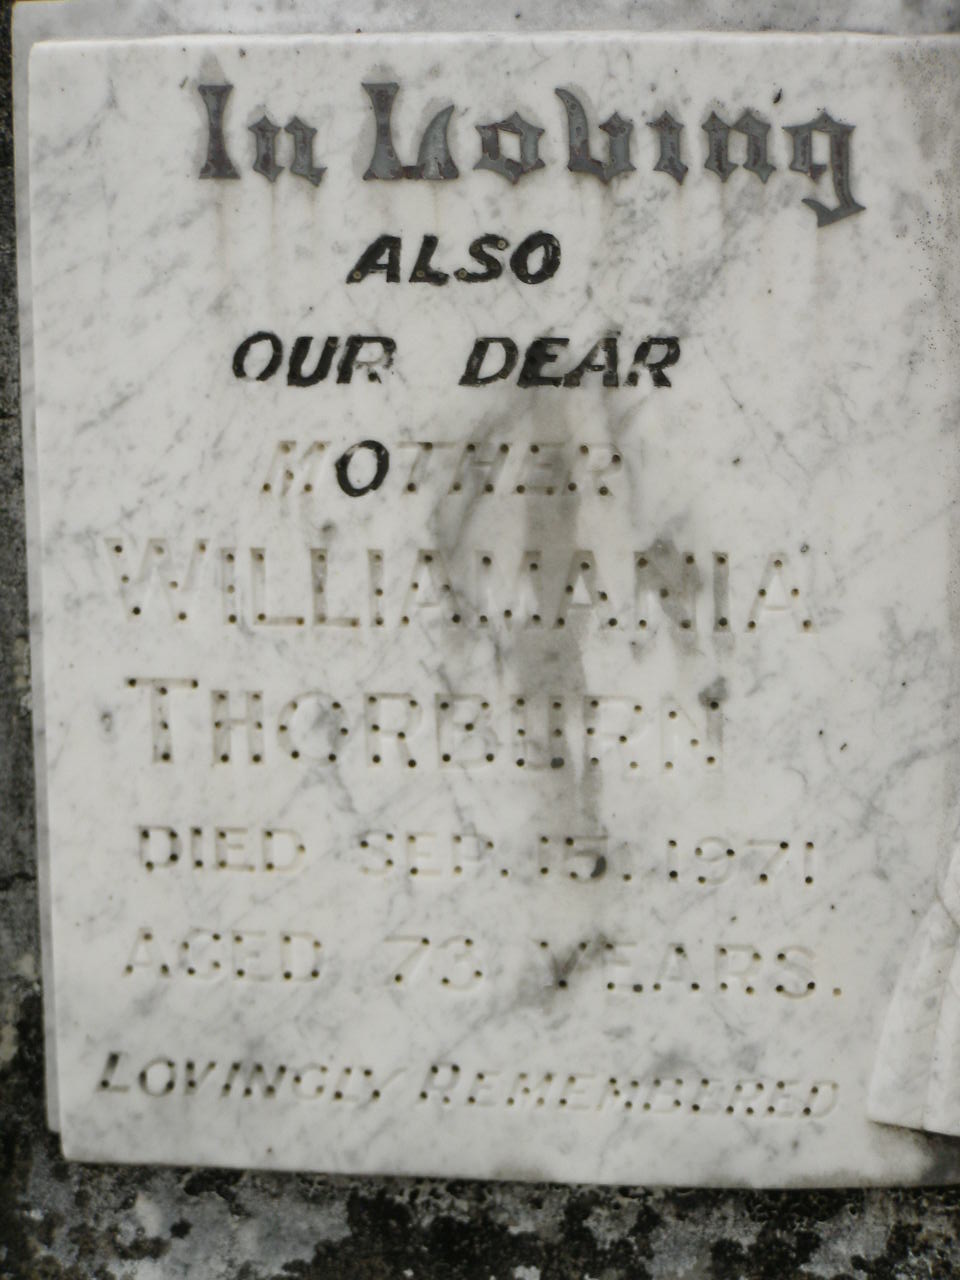 In Loving
ALSO
OUR DEAR
MOTHER
WILLIAMANIA
THORBURN
DIED SEP. 15, 1971
AGED 73 YEARS.
LOVINGLY REMEMBERED